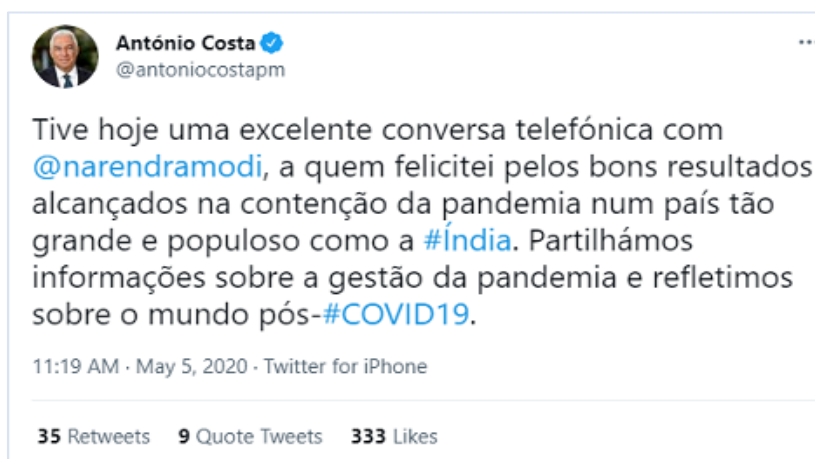 António Costa
@antoniocostapm
Tive hoje uma excelente conversa telefónica com
@narendramodi, a quem felicitei pelos bons resultados
alcançados na contenção da pandemia num país tão
grande e populoso como a #Índia. Partilhámos
informações sobre a gestão da pandemia e refletimos
sobre o mundo pós-#COVID19.
11:19 AM · May 5, 2020 · Twitter for iPhone
35 Retweets 9 Quote Tweets 333 Likes